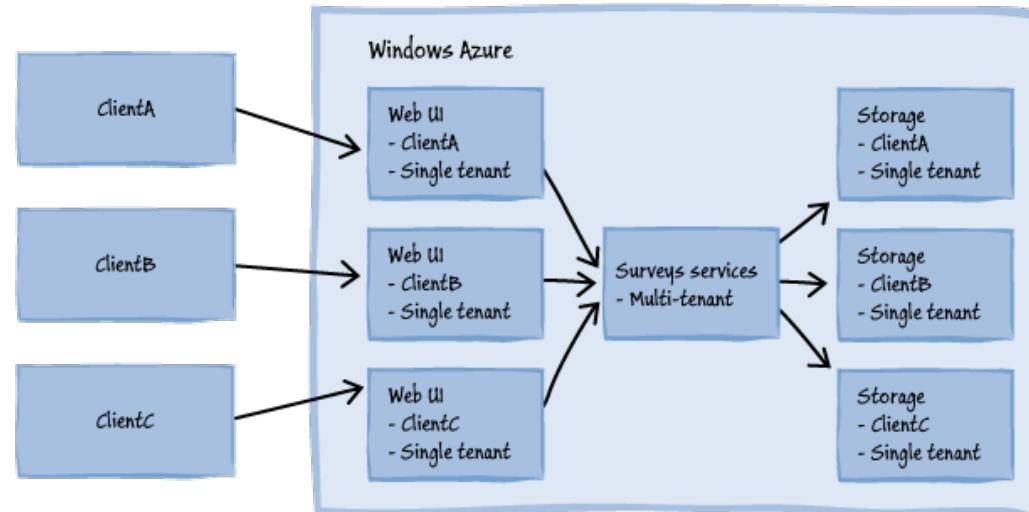 Windows Azure
ClientA
Web UI
- ClientA
- Single tenant
Storage
- ClientA
- Single tenant
ClientB
Web UI
- ClientB
- Single tenant
Surveys services
- Multi-tenant
Storage
- ClientB
- Single tenant
ClientC
Web UI
- ClientC
- Single tenant
Storage
- ClientC
- Single tenant